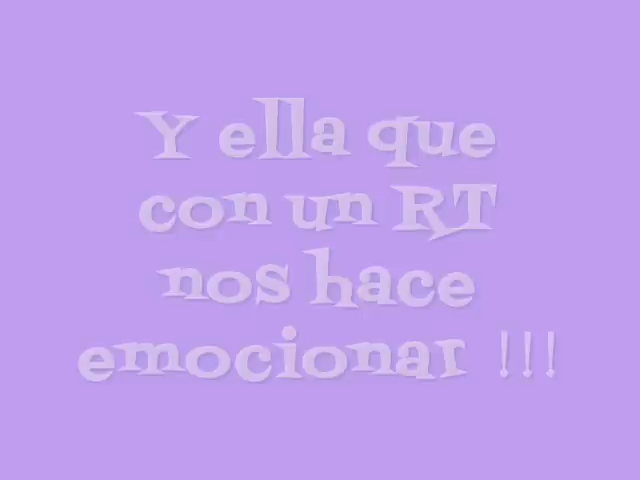 Y ella que
con un RT
nos hace
emocionar !!!